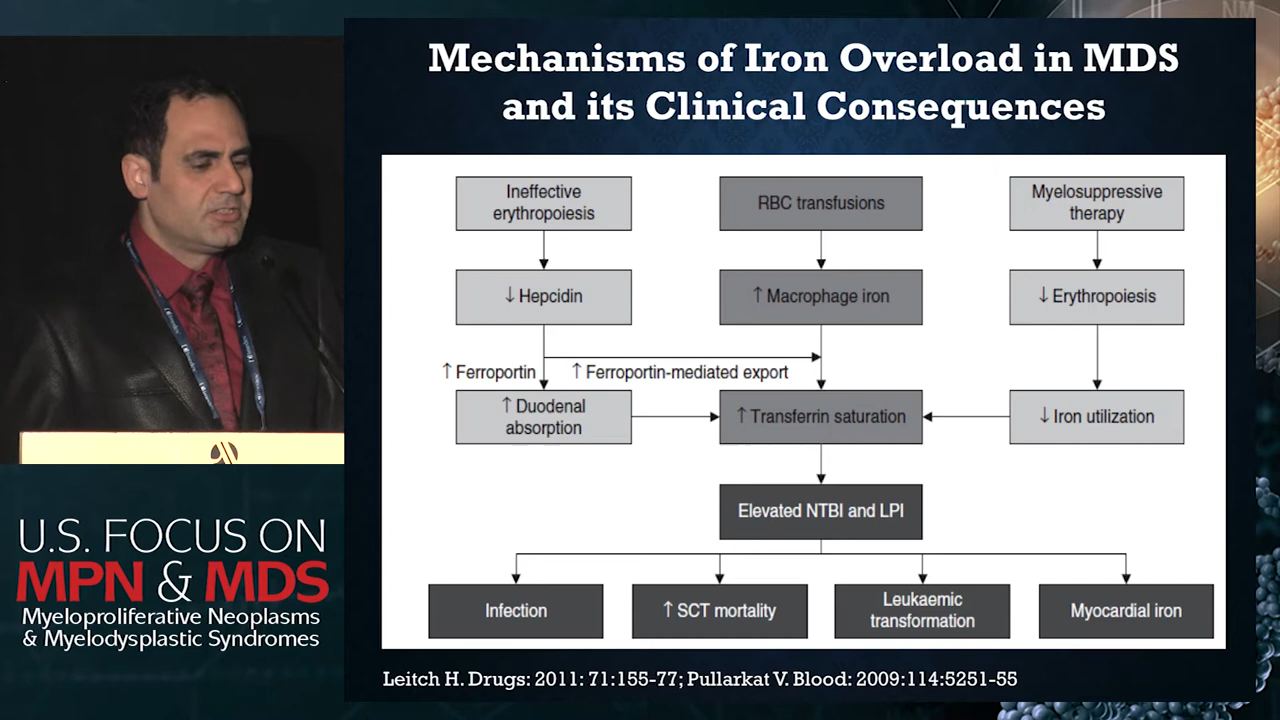 Mechanisms of Iron Overload in MDS
and its Clinical Consequences
Ineffective
erythropoiesis
RBC transfusions
Myelosuppressive
therapy
↓ Hepcidin
↑ Macrophage iron
↓ Erythropoiesis
↑ Ferroportin
↑ Ferroportin-mediated export
↑ Duodenal
absorption
↑ Transferrin saturation
↓ Iron utilization
Elevated NTBI and LPI
Infection
↑ SCT mortality
Leukaemic
transformation
Myocardial iron
Leitch H. Drugs: 2011: 71:155-77; Pullarkat V. Blood: 2009:114:5251-55
U.S. FOCUS ON
MPN & MDS
Myeloproliferative Neoplasms
& Myelodysplastic Syndromes
NM